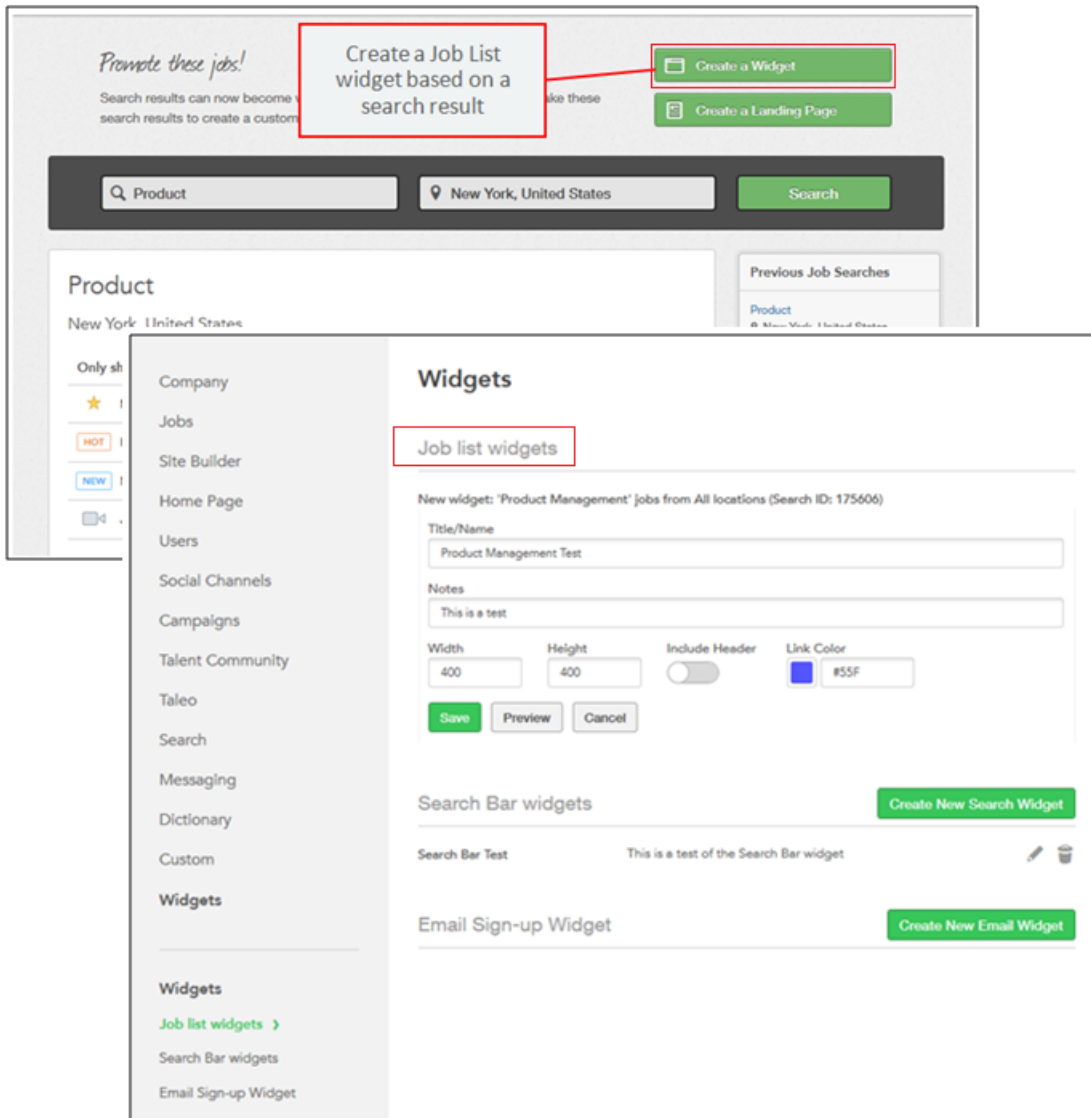 Promote these jobs!
Create a Job List
widget based on a
search result
Create a Widget
Search results can now become
ake these
search results to create a custom
Create a Landing Page
Product
New York, United States
Search
Product
New York, United States
Previous Job Searches
Product
New York, United States
Only sh
HOT
NEW
Company
Jobs
Site Builder
Home Page
Users
Social Channels
Campaigns
Talent Community
Taleo
Search
Messaging
Dictionary
Custom
Widgets
Widgets
Job list widgets
Search Bar widgets
Email Sign-up Widget
Widgets
Job list widgets
New widget: 'Product Management' jobs from All locations (Search ID: 175606)
Title/Name
Product Management Test
Notes
This is a test
Width Height Include Header Link Color
400 400 #55F
Save Preview Cancel
Search Bar widgets Create New Search Widget
Search Bar Test This is a test of the Search Bar widget
Email Sign-up Widget Create New Email Widget